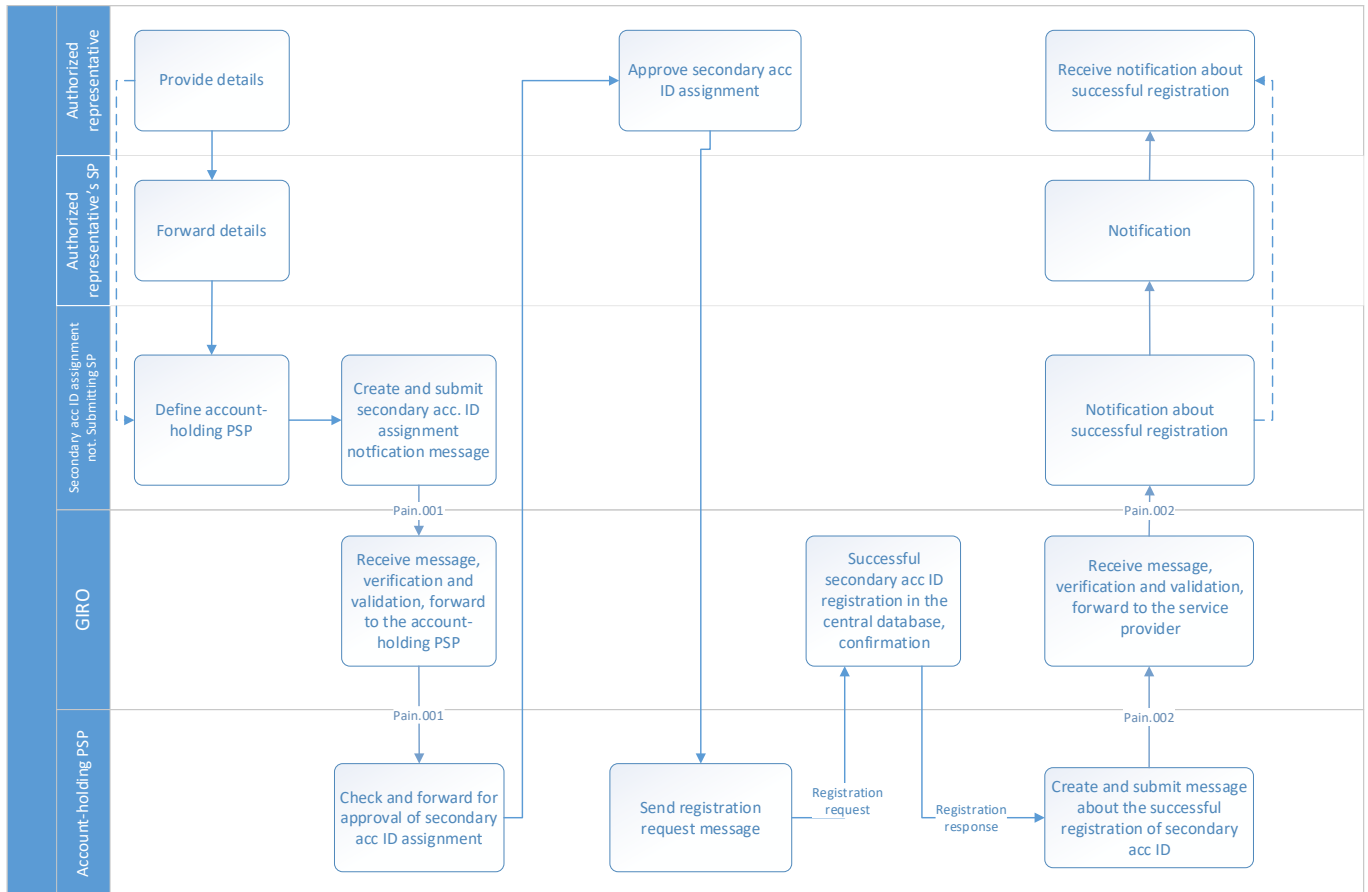 Authorized
representative
Provide details
Approve secondary acc
ID assignment
Receive notification about
successful registration
Authorized
representative's SP
Forward details
Notification
Secondary acc ID assignment
not. Submitting SP
Define account-
holding PSP
Create and submit
secondary acc. ID
assignment
notfication message
Notification about
successful registration
Pain.001
Pain.002
GIRO
Receive message,
verification and
validation, forward
to the account-
holding PSP
Successful
secondary acc ID
registration in the
central database,
confirmation
Receive message,
verification and validation,
forward to the service
provider
Pain.001
Pain.002
Account-holding PSP
Check and forward for
approval of secondary
acc ID assignment
Send registration
request message
Registration
request
Registration
response
Create and submit message
about the successful
registration of secondary
acc ID